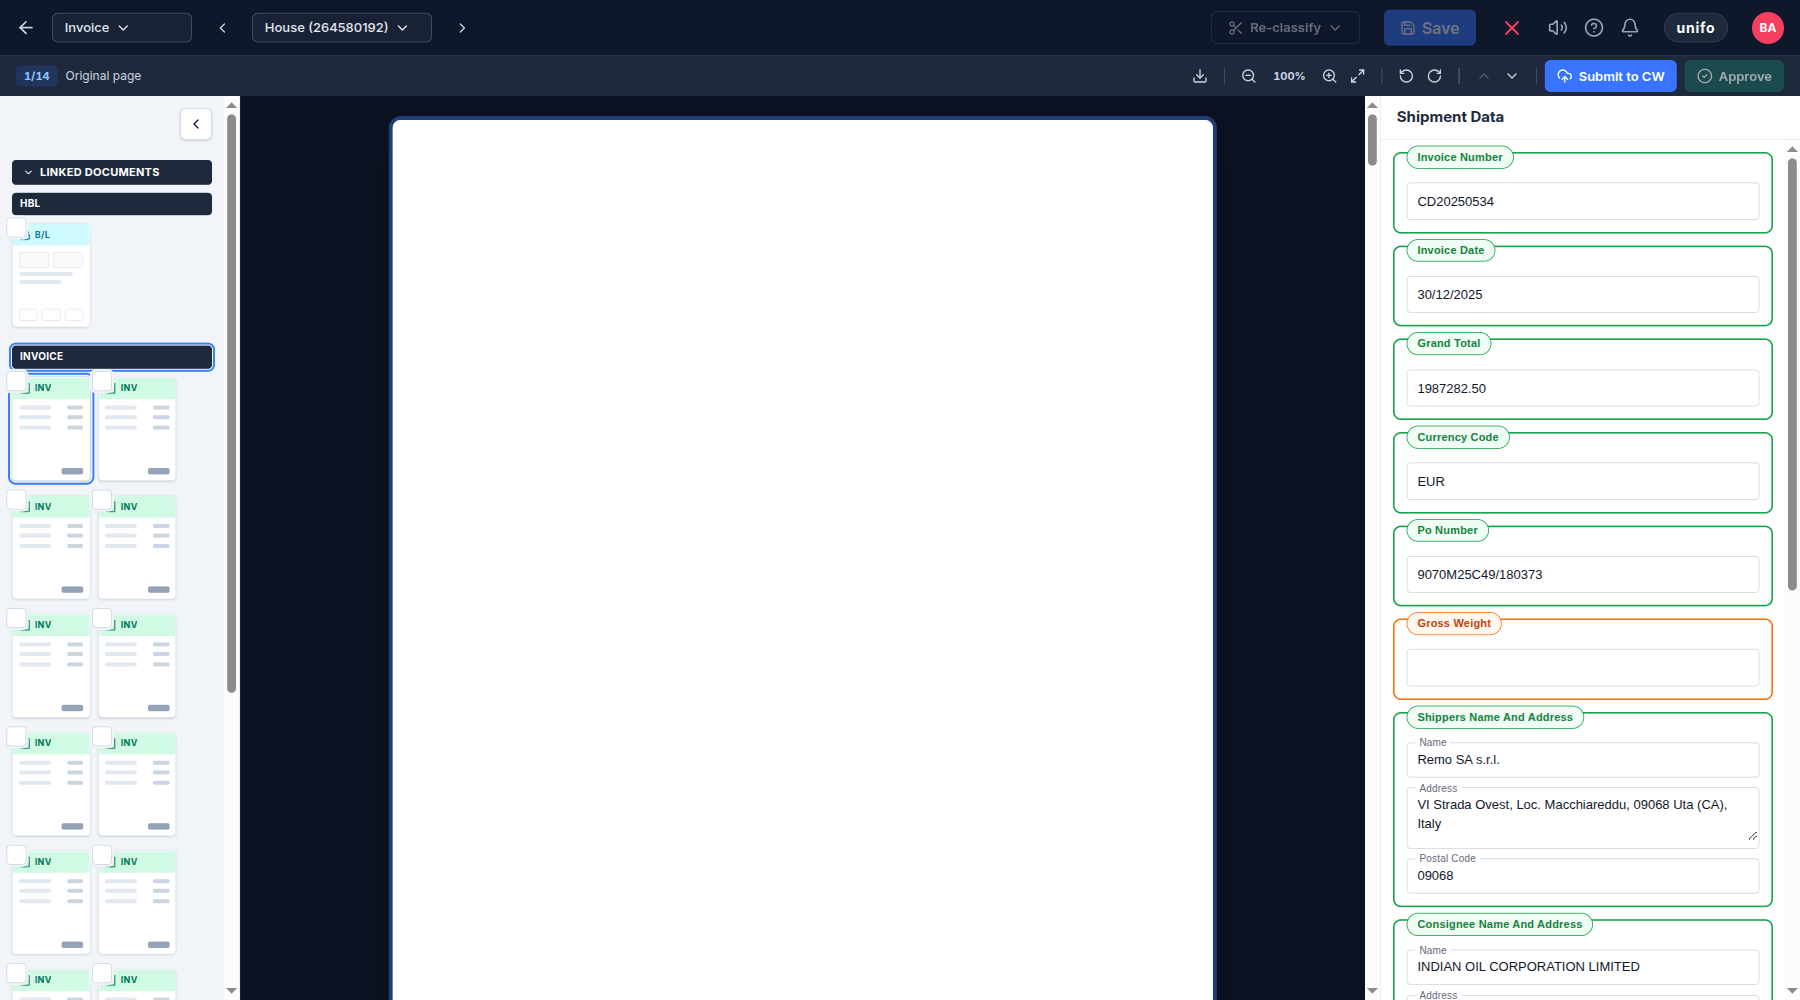 Invoice
House (264580192)
Re-classify
Save
unifo
BA
1/14
Original page
100%
Submit to CW
Approve
LINKED DOCUMENTS
HBL
B/L
INVOICE
INV
INV
INV
INV
INV
INV
INV
INV
INV
INV
INV
INV
Shipment Data
Invoice Number
CD20250534
Invoice Date
30/12/2025
Grand Total
1987282.50
Currency Code
EUR
Po Number
9070M25C49/180373
Gross Weight
Shippers Name And Address
Name
Remo SA s.r.l.
Address
VI Strada Ovest, Loc. Macchiareddu, 09068 Uta (CA),
Italy
Postal Code
09068
Consignee Name And Address
Name
INDIAN OIL CORPORATION LIMITED
Address